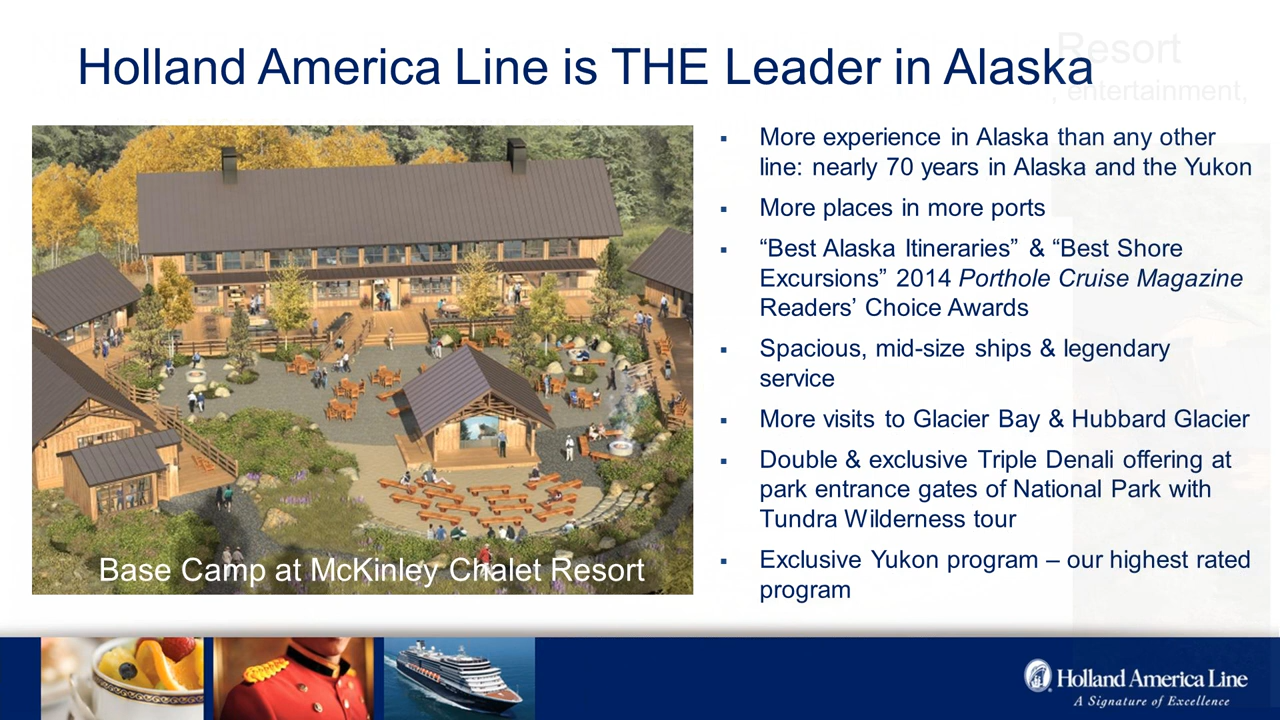 Holland America Line is THE Leader in Alaska
Resort
, entertainment,
▪ More experience in Alaska than any other
line: nearly 70 years in Alaska and the Yukon
▪ More places in more ports
▪ “Best Alaska Itineraries” & “Best Shore
Excursions” 2014 Porthole Cruise Magazine
Readers’ Choice Awards
▪ Spacious, mid-size ships & legendary
service
▪ More visits to Glacier Bay & Hubbard Glacier
▪ Double & exclusive Triple Denali offering at
park entrance gates of National Park with
Tundra Wilderness tour
▪ Exclusive Yukon program – our highest rated
program
Base Camp at McKinley Chalet Resort
Holland America Line
A Signature of Excellence